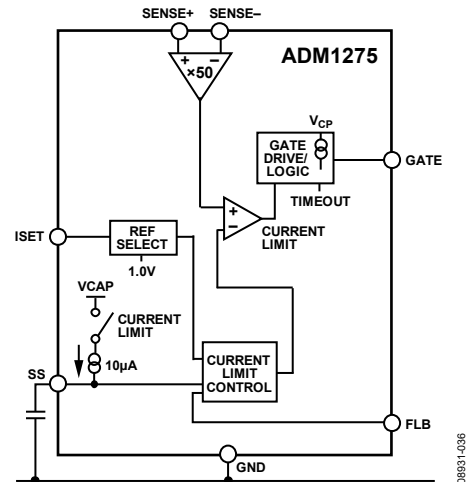 SENSE+ SENSE–
ADM1275
+ –
×50
VCP
GATE
DRIVE/
LOGIC
GATE
TIMEOUT
+
–
CURRENT
LIMIT
ISET
REF
SELECT
1.0V
VCAP
CURRENT
LIMIT
10µA
SS
CURRENT
LIMIT
CONTROL
FLB
GND
08931-036